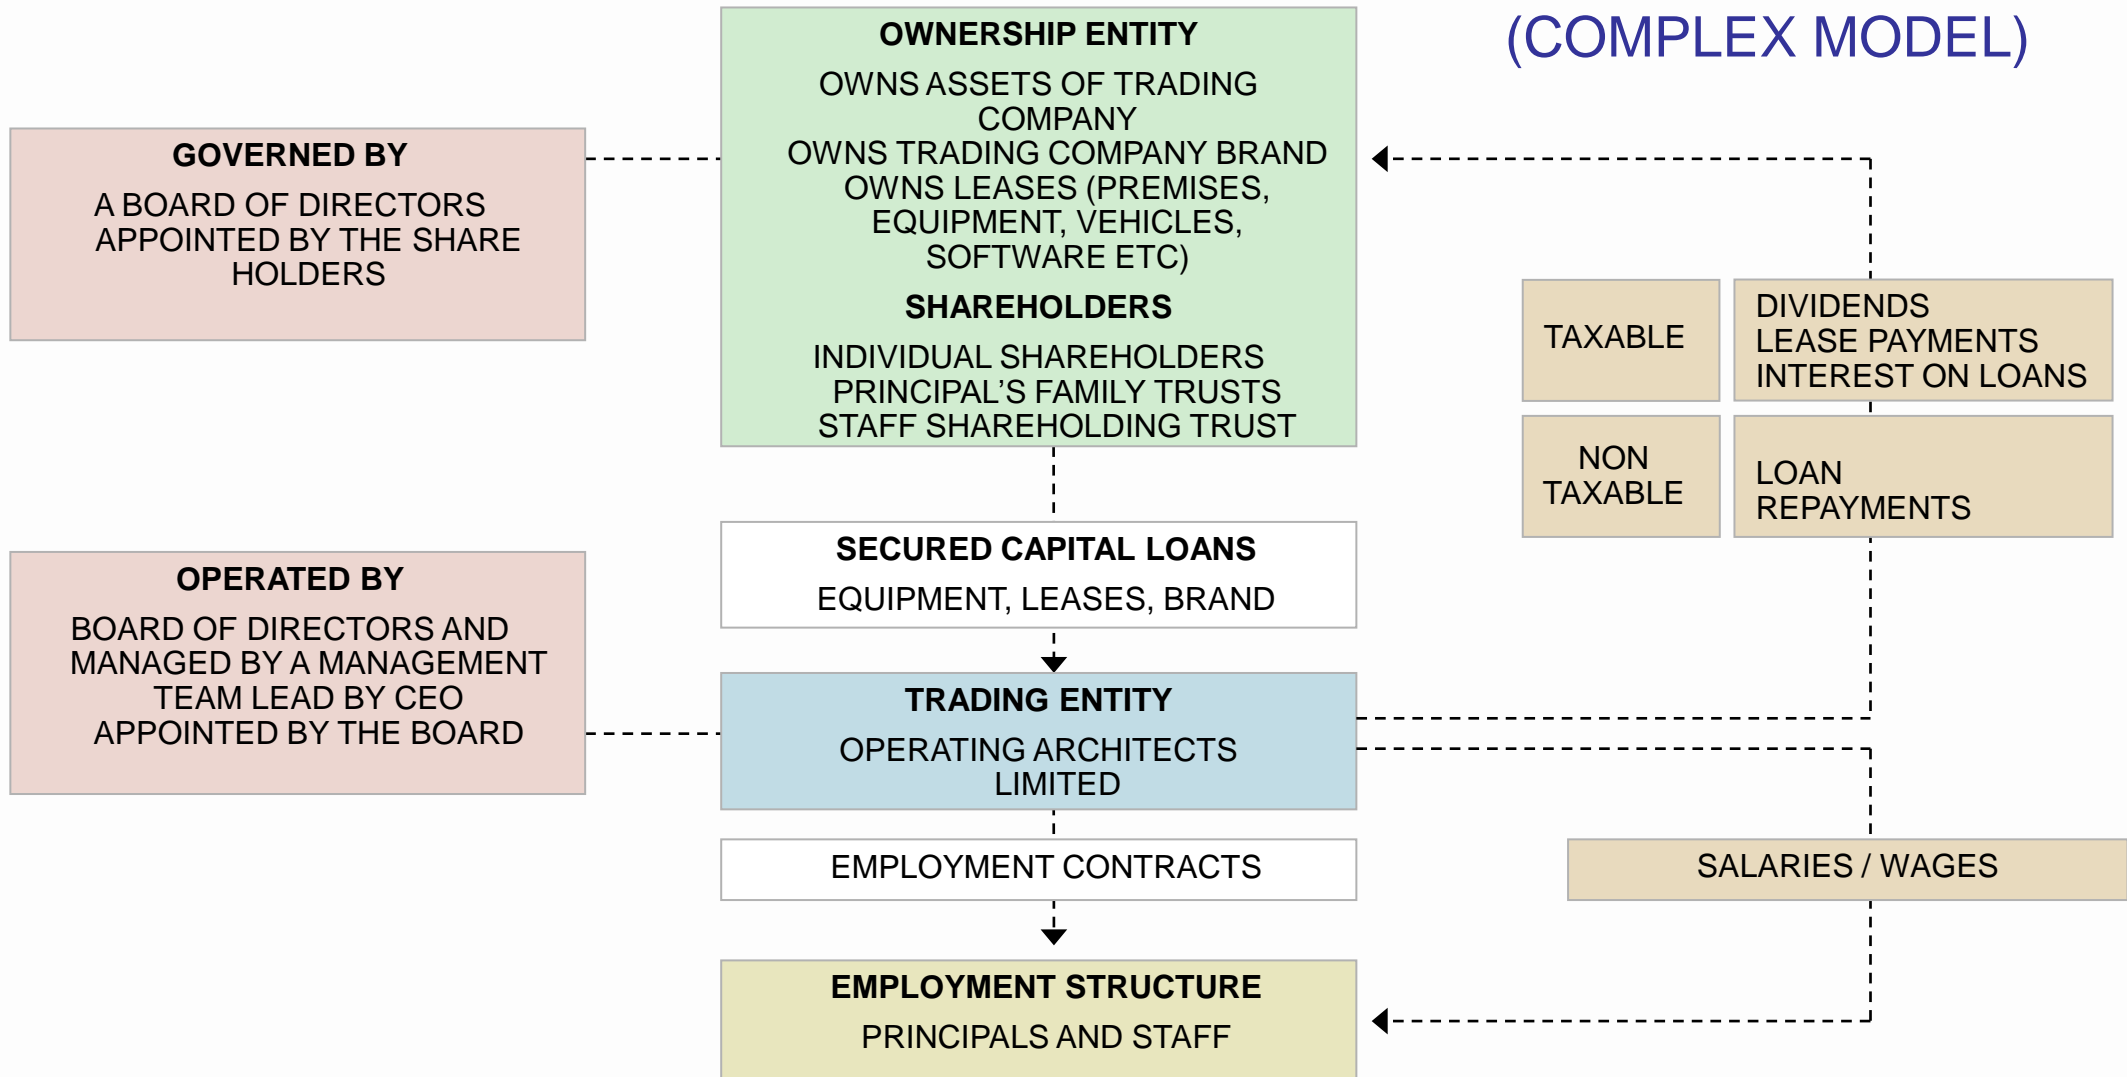 (COMPLEX MODEL)
OWNERSHIP ENTITY
OWNS ASSETS OF TRADING
COMPANY
OWNS TRADING COMPANY BRAND
OWNS LEASES (PREMISES,
EQUIPMENT, VEHICLES,
SOFTWARE ETC)
SHAREHOLDERS
INDIVIDUAL SHAREHOLDERS
PRINCIPAL’S FAMILY TRUSTS
STAFF SHAREHOLDING TRUST
GOVERNED BY
A BOARD OF DIRECTORS
APPOINTED BY THE SHARE
HOLDERS
TAXABLE
DIVIDENDS
LEASE PAYMENTS
INTEREST ON LOANS
NON
TAXABLE
LOAN
REPAYMENTS
SECURED CAPITAL LOANS
EQUIPMENT, LEASES, BRAND
OPERATED BY
BOARD OF DIRECTORS AND
MANAGED BY A MANAGEMENT
TEAM LEAD BY CEO
APPOINTED BY THE BOARD
TRADING ENTITY
OPERATING ARCHITECTS
LIMITED
EMPLOYMENT CONTRACTS
SALARIES / WAGES
EMPLOYMENT STRUCTURE
PRINCIPALS AND STAFF